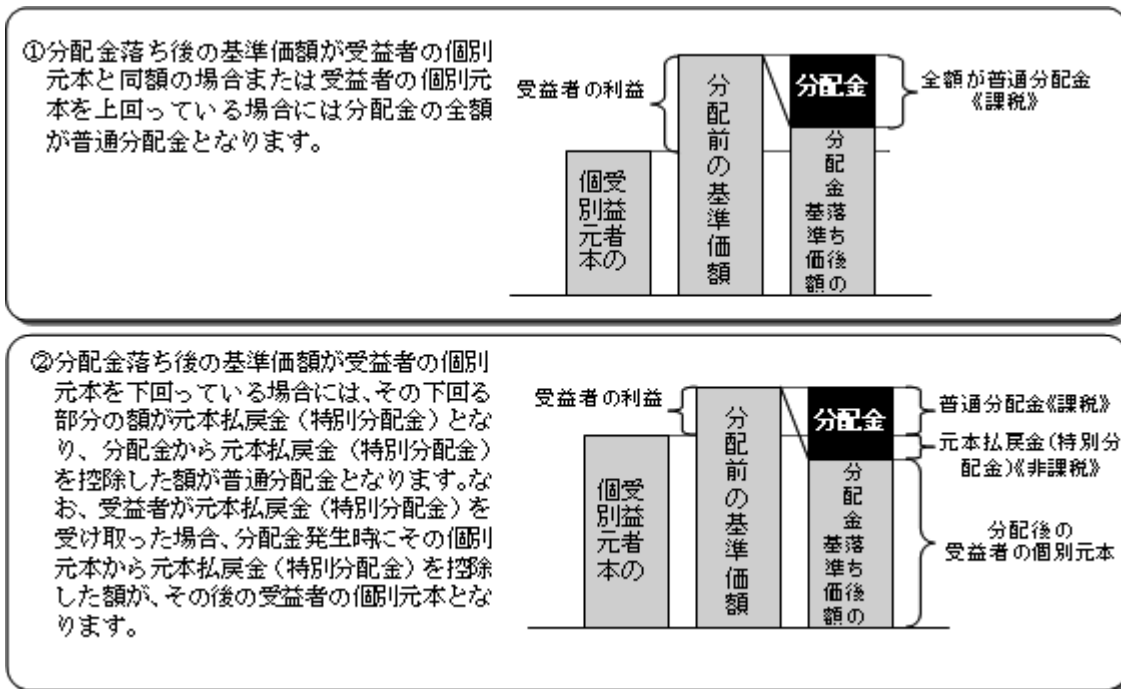 ①分配金落ち後の基準価額が受益者の個別
元本と同額の場合または受益者の個別元
本を上回っている場合には分配金の全額
が普通分配金となります。
受益者の利益
個別元本
受益者の
分配前の基準価額
分配金
分配金落ち後の
基準価額
全額が普通分配金
《課税》
②分配金落ち後の基準価額が受益者の個別
元本を下回っている場合には、その下回る
部分の額が元本払戻金（特別分配金）とな
り、分配金から元本払戻金（特別分配金）
を控除した額が普通分配金となります。な
お、受益者が元本払戻金（特別分配金）を
受け取った場合、分配金発生時にその個別
元本から元本払戻金（特別分配金）を控除
した額が、その後の受益者の個別元本とな
ります。
受益者の利益
受益者の
個別元本
分配前の基準価額
分配金
分配金落ち後の
基準価額
普通分配金《課税》
元本払戻金(特別分
配金)《非課税》
分配後の
受益者の個別元本